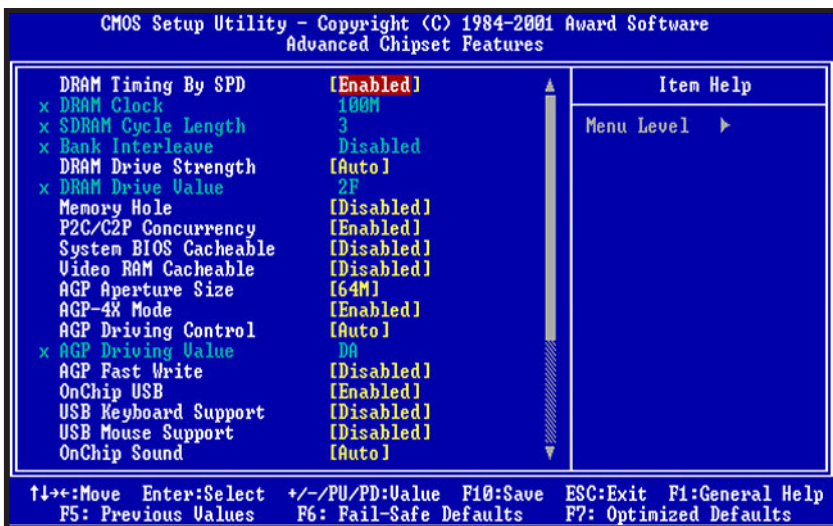 CMOS Setup Utility - Copyright (C) 1984-2001 Award Software
Advanced Chipset Features
DRAM Timing By SPD [Enabled]
x DRAM Clock 100M
x SDRAM Cycle Length 3
x Bank Interleave Disabled
DRAM Drive Strength [Auto]
x DRAM Drive Value 2F
Memory Hole [Disabled]
P2C/C2P Concurrency [Enabled]
System BIOS Cacheable [Disabled]
Video RAM Cacheable [Disabled]
AGP Aperture Size [64M]
AGP-4X Mode [Enabled]
AGP Driving Control [Auto]
x AGP Driving Value DA
AGP Fast Write [Disabled]
OnChip USB [Enabled]
USB Keyboard Support [Disabled]
USB Mouse Support [Disabled]
OnChip Sound [Auto]
Item Help
Menu Level ►
↑↓→←:Move Enter:Select +/-/PU/PD:Value F10:Save ESC:Exit F1:General Help
F5: Previous Values F6: Fail-Safe Defaults F7: Optimized Defaults